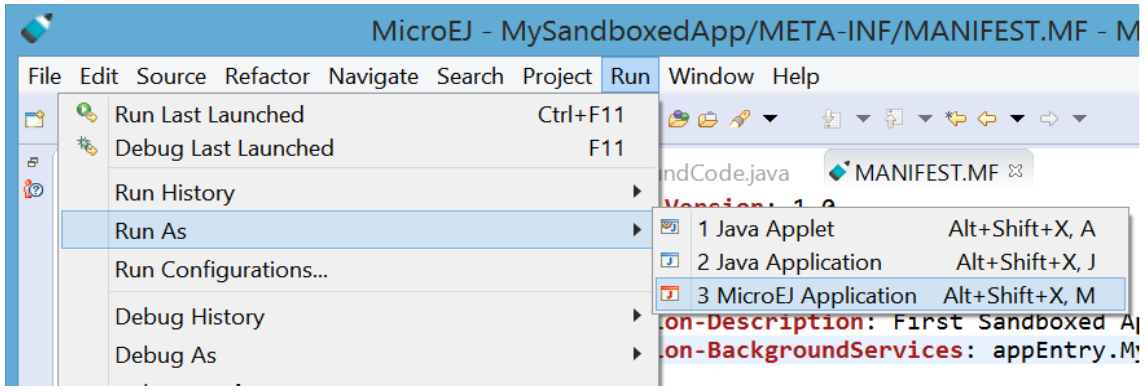 MicroEJ - MySandboxedApp/META-INF/MANIFEST.MF - M
File Edit Source Refactor Navigate Search Project Run Window Help
Run Last Launched Ctrl+F11
Debug Last Launched F11
ndCode.java MANIFEST.MF
Run History
Version: 1.0
Run As
1 Java Applet Alt+Shift+X, A
2 Java Application Alt+Shift+X, J
Run Configurations...
3 MicroEJ Application Alt+Shift+X, M
Debug History
on-Description: First Sandboxed A
Debug As
on-BackgroundServices: appEntry.My